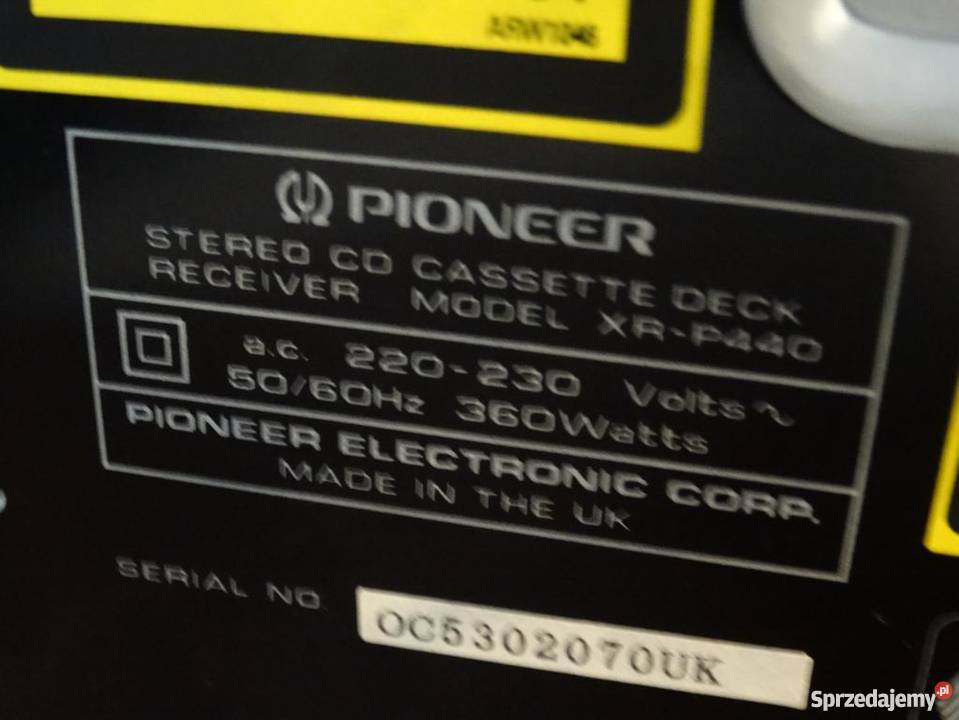 ARW1046
PIONEER
STEREO CD CASSETTE DECK
RECEIVER MODEL XR-P440
a.c. 220-230 Volts ~
50/60Hz 360Watts
PIONEER ELECTRONIC CORP.
MADE IN THE UK
SERIAL NO.
OC5302070UK
Sprzedajemy.pl